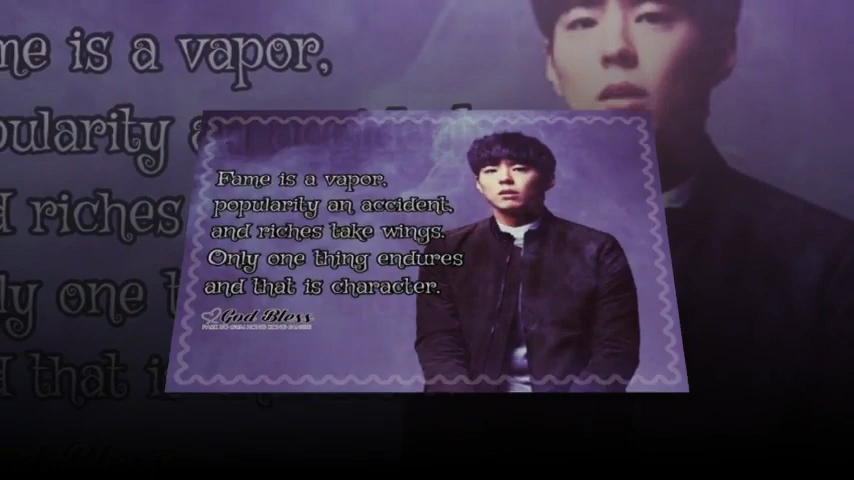 Fame is a vapor,
popularity an accident,
and riches take wings.
Only one thing endures
and that is character.
God Bless
me is a vapor,
pularity a
d riches
ly one t
d that is